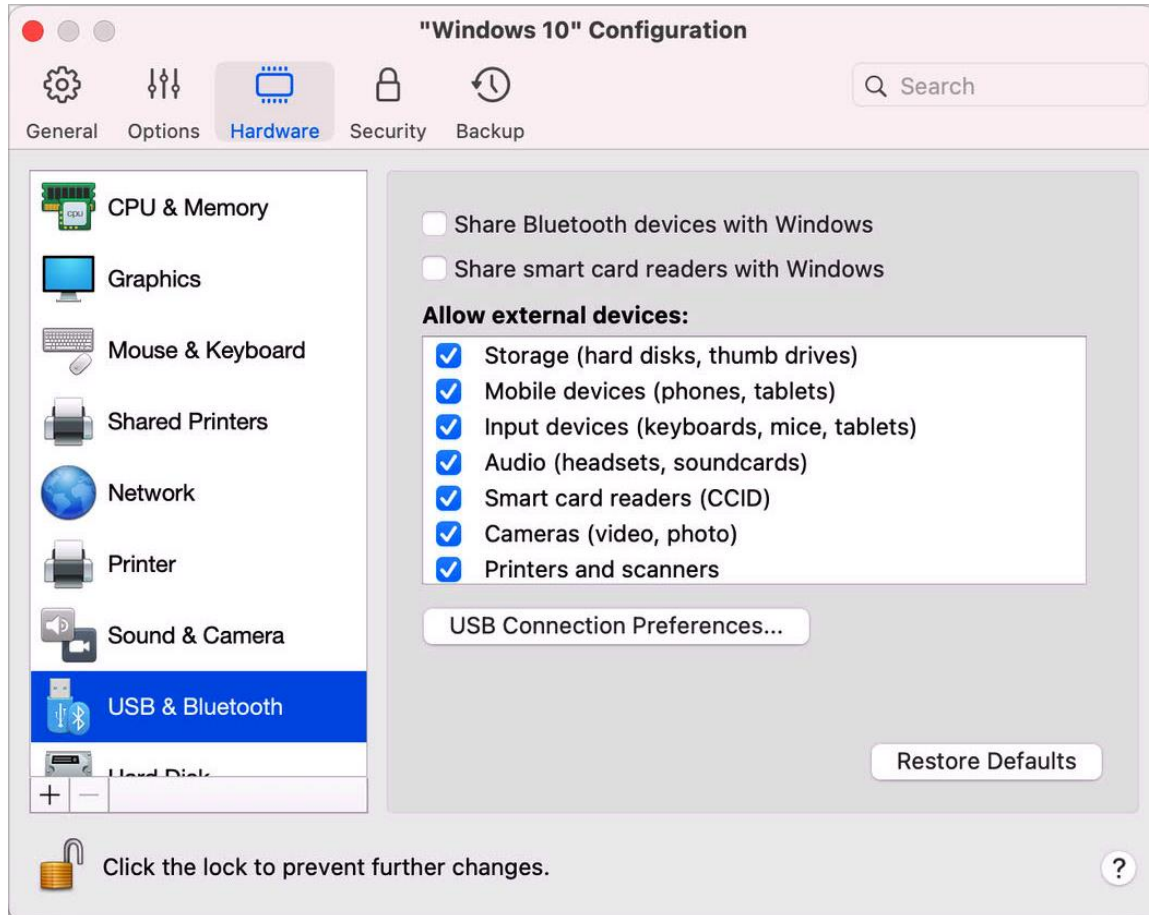 "Windows 10" Configuration
General Options Hardware Security Backup
Search
CPU & Memory
Graphics
Mouse & Keyboard
Shared Printers
Network
Printer
Sound & Camera
USB & Bluetooth
Hard Disk
Share Bluetooth devices with Windows
Share smart card readers with Windows
Allow external devices:
Storage (hard disks, thumb drives)
Mobile devices (phones, tablets)
Input devices (keyboards, mice, tablets)
Audio (headsets, soundcards)
Smart card readers (CCID)
Cameras (video, photo)
Printers and scanners
USB Connection Preferences...
Restore Defaults
Click the lock to prevent further changes.
?